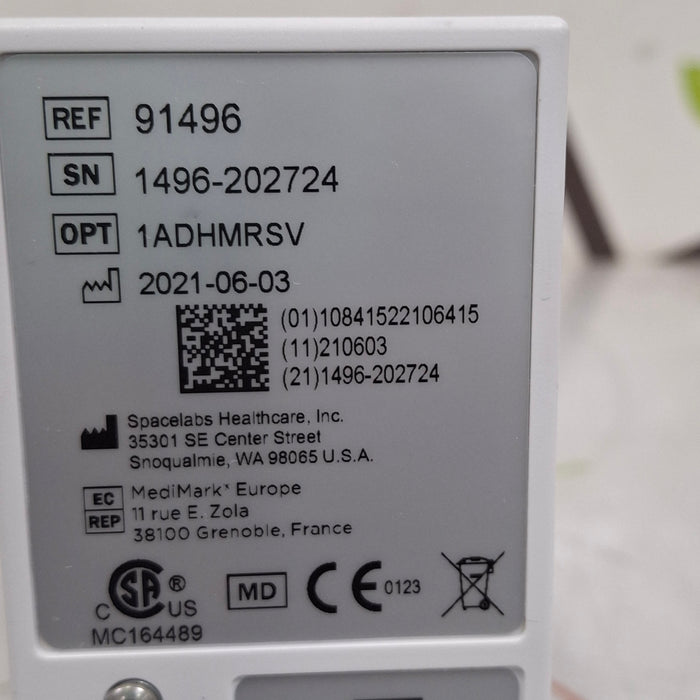 REF 91496
SN 1496-202724
OPT 1ADHMRSV
2021-06-03
(01)10841522106415
(11)210603
(21)1496-202724
Spacelabs Healthcare, Inc.
35301 SE Center Street
Snoqualmie, WA 98065 U.S.A.
EC REP
MediMark® Europe
11 rue E. Zola
38100 Grenoble, France
C SA ® US
MC164489
MD
CE 0123